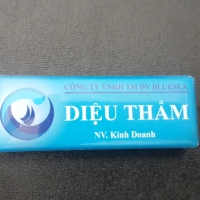 CÔNG TY TNHH TM DV BLUESEA
DIỆU THẮM
NV. Kinh Doanh